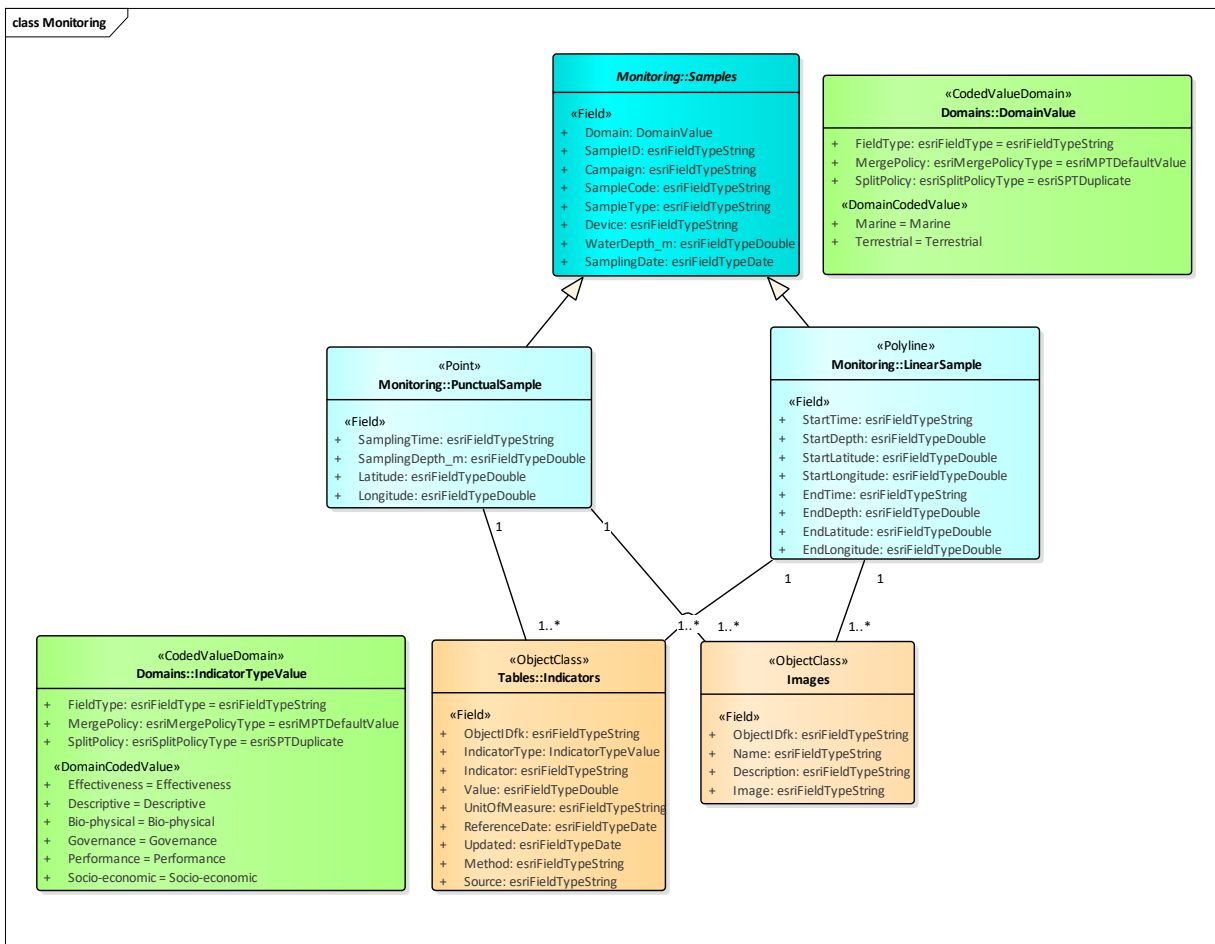 class Monitoring
Monitoring::Samples
«Field»
+ Domain: DomainValue
+ SampleID: esriFieldTypeString
+ Campaign: esriFieldTypeString
+ SampleCode: esriFieldTypeString
+ SampleType: esriFieldTypeString
+ Device: esriFieldTypeString
+ WaterDepth_m: esriFieldTypeDouble
+ SamplingDate: esriFieldTypeDate
«CodedValueDomain»
Domains::DomainValue
+ FieldType: esriFieldType = esriFieldTypeString
+ MergePolicy: esriMergePolicyType = esriMPTDefaultValue
+ SplitPolicy: esriSplitPolicyType = esriSPTDuplicate
«DomainCodedValue»
+ Marine = Marine
+ Terrestrial = Terrestrial
«Point»
Monitoring::PunctualSample
«Field»
+ SamplingTime: esriFieldTypeString
+ SamplingDepth_m: esriFieldTypeDouble
+ Latitude: esriFieldTypeDouble
+ Longitude: esriFieldTypeDouble
«Polyline»
Monitoring::LinearSample
«Field»
+ StartTime: esriFieldTypeString
+ StartDepth: esriFieldTypeDouble
+ StartLatitude: esriFieldTypeDouble
+ StartLongitude: esriFieldTypeDouble
+ EndTime: esriFieldTypeString
+ EndDepth: esriFieldTypeDouble
+ EndLatitude: esriFieldTypeDouble
+ EndLongitude: esriFieldTypeDouble
1
1
1
1
1..*
1..*
1..*
1..*
«CodedValueDomain»
Domains::IndicatorTypeValue
+ FieldType: esriFieldType = esriFieldTypeString
+ MergePolicy: esriMergePolicyType = esriMPTDefaultValue
+ SplitPolicy: esriSplitPolicyType = esriSPTDuplicate
«DomainCodedValue»
+ Effectiveness = Effectiveness
+ Descriptive = Descriptive
+ Bio-physical = Bio-physical
+ Governance = Governance
+ Performance = Performance
+ Socio-economic = Socio-economic
«ObjectClass»
Tables::Indicators
«Field»
+ ObjectIDfk: esriFieldTypeString
+ IndicatorType: IndicatorTypeValue
+ Indicator: esriFieldTypeString
+ Value: esriFieldTypeDouble
+ UnitOfMeasure: esriFieldTypeString
+ ReferenceDate: esriFieldTypeDate
+ Updated: esriFieldTypeDate
+ Method: esriFieldTypeString
+ Source: esriFieldTypeString
«ObjectClass»
Images
«Field»
+ ObjectIDfk: esriFieldTypeString
+ Name: esriFieldTypeString
+ Description: esriFieldTypeString
+ Image: esriFieldTypeString